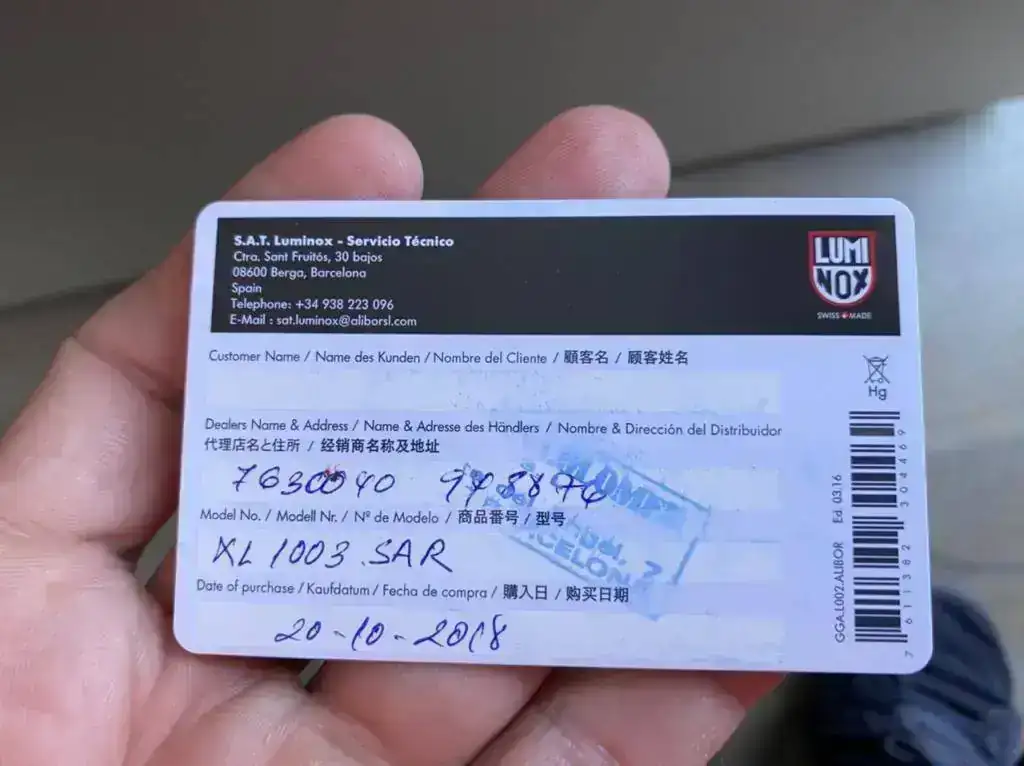 S.A.T. Luminox - Servicio Técnico
Ctra. Sant Fruitós, 30 bajos
08600 Berga, Barcelona
Spain
Telephone: +34 938 223 096
E-Mail : sat.luminox@aliborsl.com
LUMI
NOX
SWISS MADE
Customer Name / Name des Kunden / Nombre del Cliente / 顧客名 / 顾客姓名
Hg
Dealers Name & Address / Name & Adresse des Händlers / Nombre & Dirección del Distribuidor
代理店名と住所 / 经销商名称及地址
7630040
Model No. / Modell Nr. / Nº de Modelo / 商品番号 / 型号
XL 1003.SAR
Date of purchase / Kaufdatum / Fecha de compra / 購入日 / 购买日期
20-10-2018
GGA.L002.ALIBOR Ed. 03.16
7 611382 304469